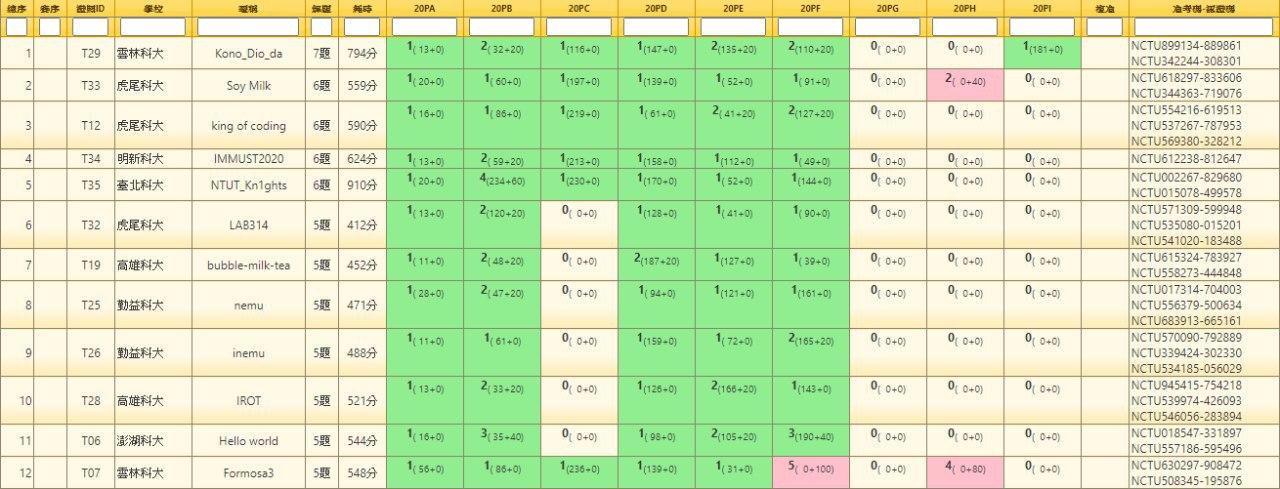 總序 賽序 證照ID 學校 暱稱 解題 耗時 20PA 20PB 20PC 20PD 20PE 20PF 20PG 20PH 20PI 複准 准考機-認證機
1 T29 雲林科大 Kono_Dio_da 7題 794分 1( 13+0) 2( 32+20) 1(116+0) 1(147+0) 2(135+20) 2(110+20) 0( 0+0) 0( 0+0) 1(181+0) NCTU899134-889861
NCTU342244-308301
2 T33 虎尾科大 Soy Milk 6題 559分 1( 20+0) 1( 60+0) 1(197+0) 1(139+0) 1( 52+0) 1( 91+0) 0( 0+0) 2( 0+40) 0( 0+0) NCTU618297-833606
NCTU344363-719076
3 T12 虎尾科大 king of coding 6題 590分 1( 16+0) 1( 86+0) 1(219+0) 1( 61+0) 2( 41+20) 2(127+20) 0( 0+0) 0( 0+0) 0( 0+0) NCTU554216-619513
NCTU537267-787953
NCTU569380-328212
4 T34 明新科大 IMMUST2020 6題 624分 1( 13+0) 2( 59+20) 1(213+0) 1(158+0) 1(112+0) 1( 49+0) 0( 0+0) 0( 0+0) 0( 0+0) NCTU612238-812647
5 T35 臺北科大 NTUT_Kn1ghts 6題 910分 1( 20+0) 4(234+60) 1(230+0) 1(170+0) 1( 52+0) 1(144+0) 0( 0+0) 0( 0+0) 0( 0+0) NCTU002267-829680
NCTU015078-499578
6 T32 虎尾科大 LAB314 5題 412分 1( 13+0) 2(120+20) 0( 0+0) 1(128+0) 1( 41+0) 1( 90+0) 0( 0+0) 0( 0+0) 0( 0+0) NCTU571309-599948
NCTU535080-015201
NCTU541020-183488
7 T19 高雄科大 bubble-milk-tea 5題 452分 1( 11+0) 2( 48+20) 0( 0+0) 2(187+20) 1(127+0) 1( 39+0) 0( 0+0) 0( 0+0) 0( 0+0) NCTU615324-783927
NCTU558273-444848
8 T25 勤益科大 nemu 5題 471分 1( 28+0) 2( 47+20) 0( 0+0) 1( 94+0) 1(121+0) 1(161+0) 0( 0+0) 0( 0+0) 0( 0+0) NCTU017314-704003
NCTU556379-500634
NCTU683913-665161
9 T26 勤益科大 inemu 5題 488分 1( 11+0) 1( 61+0) 0( 0+0) 1(159+0) 1( 72+0) 2(165+20) 0( 0+0) 0( 0+0) 0( 0+0) NCTU570090-792889
NCTU339424-302330
NCTU534185-056029
10 T28 高雄科大 IROT 5題 521分 1( 13+0) 2( 33+20) 0( 0+0) 1(126+0) 2(166+20) 1(143+0) 0( 0+0) 0( 0+0) 0( 0+0) NCTU945415-754218
NCTU539974-426093
NCTU546056-283894
11 T06 澎湖科大 Hello world 5題 544分 1( 16+0) 3( 35+40) 0( 0+0) 1( 98+0) 2(105+20) 3(190+40) 0( 0+0) 0( 0+0) 0( 0+0) NCTU018547-331897
NCTU557186-595496
12 T07 雲林科大 Formosa3 5題 548分 1( 56+0) 1( 86+0) 1(236+0) 1(139+0) 1( 31+0) 5( 0+100) 0( 0+0) 4( 0+80) 0( 0+0) NCTU630297-908472
NCTU508345-195876